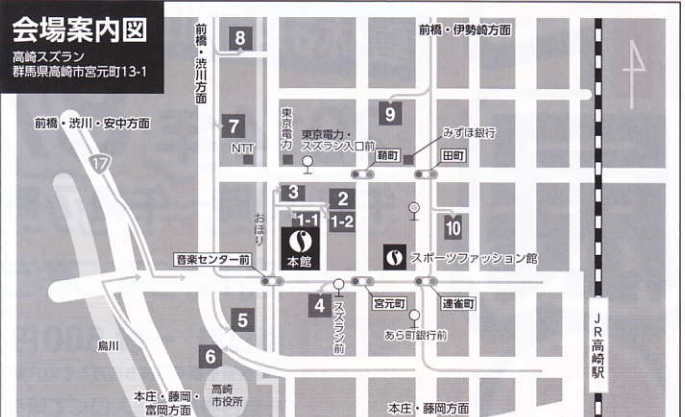 会場案内図
高崎スズラン
群馬県高崎市宮元町13-1
前橋・渋川方面
8
前橋・伊勢崎方面
9
前橋・渋川・安中方面
17
7
NTT
東京電力
東京電力・
スズラン入口前
みずほ銀行
鞘町
田町
3
2
1-1
1-2
おほり
10
本館
スポーツファッション館
音楽センター前
4
スズラン前
宮元町
連雀町
あら町銀行前
5
6
烏川
高崎
市役所
本庄・藤岡・
富岡方面
本庄・藤岡方面
JR高崎駅